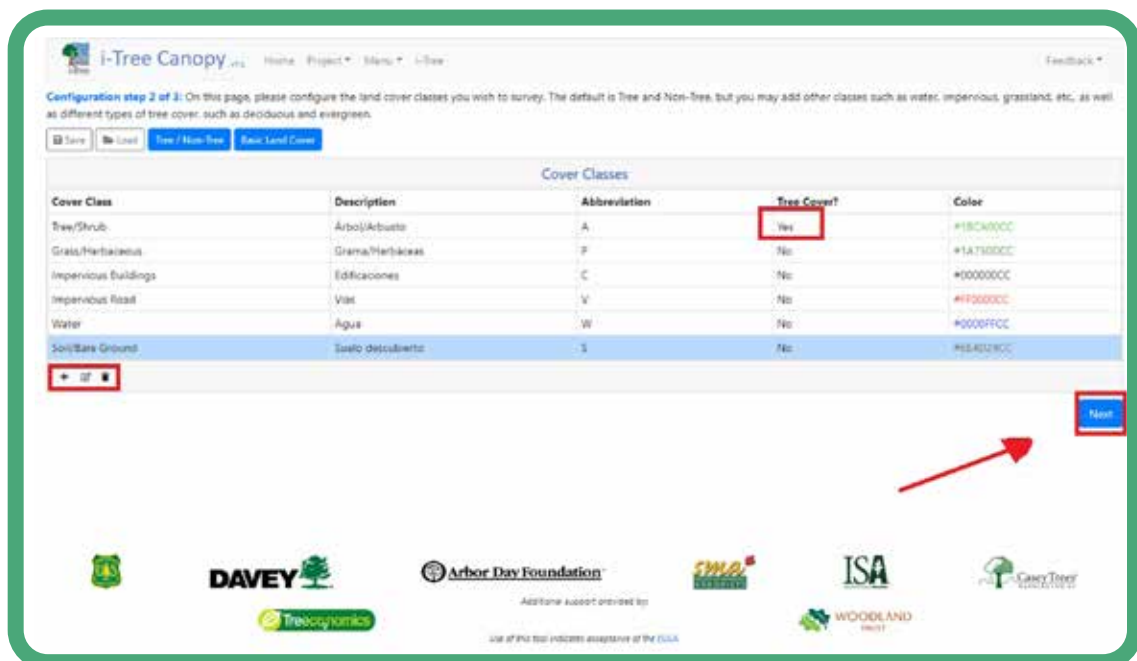 i-Tree Canopy Home Project Menu i-Tree Feedback
Configuration step 2 of 3: On this page, please configure the land cover classes you wish to survey. The default is Tree and Non-Tree, but you may add other classes such as water, impervious, grassland, etc., as well
as different types of tree cover, such as deciduous and evergreen.
Save Load Tree / Non-Tree Basic Land Cover
Cover Classes
Cover Class Description Abbreviation Tree Cover? Color
Tree/Shrub Árbol/Arbusto A Yes
Grass/Herbaceous Grama/Herbáceas P No
Impervious Buildings Edificaciones C No #000000CC
Impervious Road Vías V No #FF0000CC
Water Agua W No #0000FFCC
Soil/Bare Ground Suelo descubierto S No
Next
DAVEY Arbor Day Foundation sma ISA Casey Trees
Additional support provided by:
Treeconomics WOODLAND
TRUST
Use of this tool indicates acceptance of the EULA